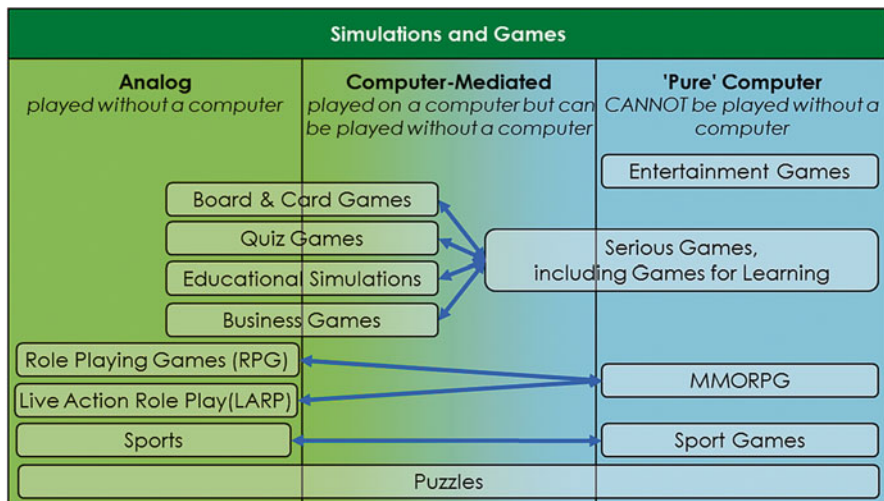 Simulations and Games
Analog
played without a computer
Computer-Mediated
played on a computer but can
be played without a computer
'Pure' Computer
CANNOT be played without a
computer
Entertainment Games
Board & Card Games
Quiz Games
Educational Simulations
Business Games
Serious Games,
including Games for Learning
Role Playing Games (RPG)
Live Action Role Play(LARP)
MMORPG
Sports
Sport Games
Puzzles